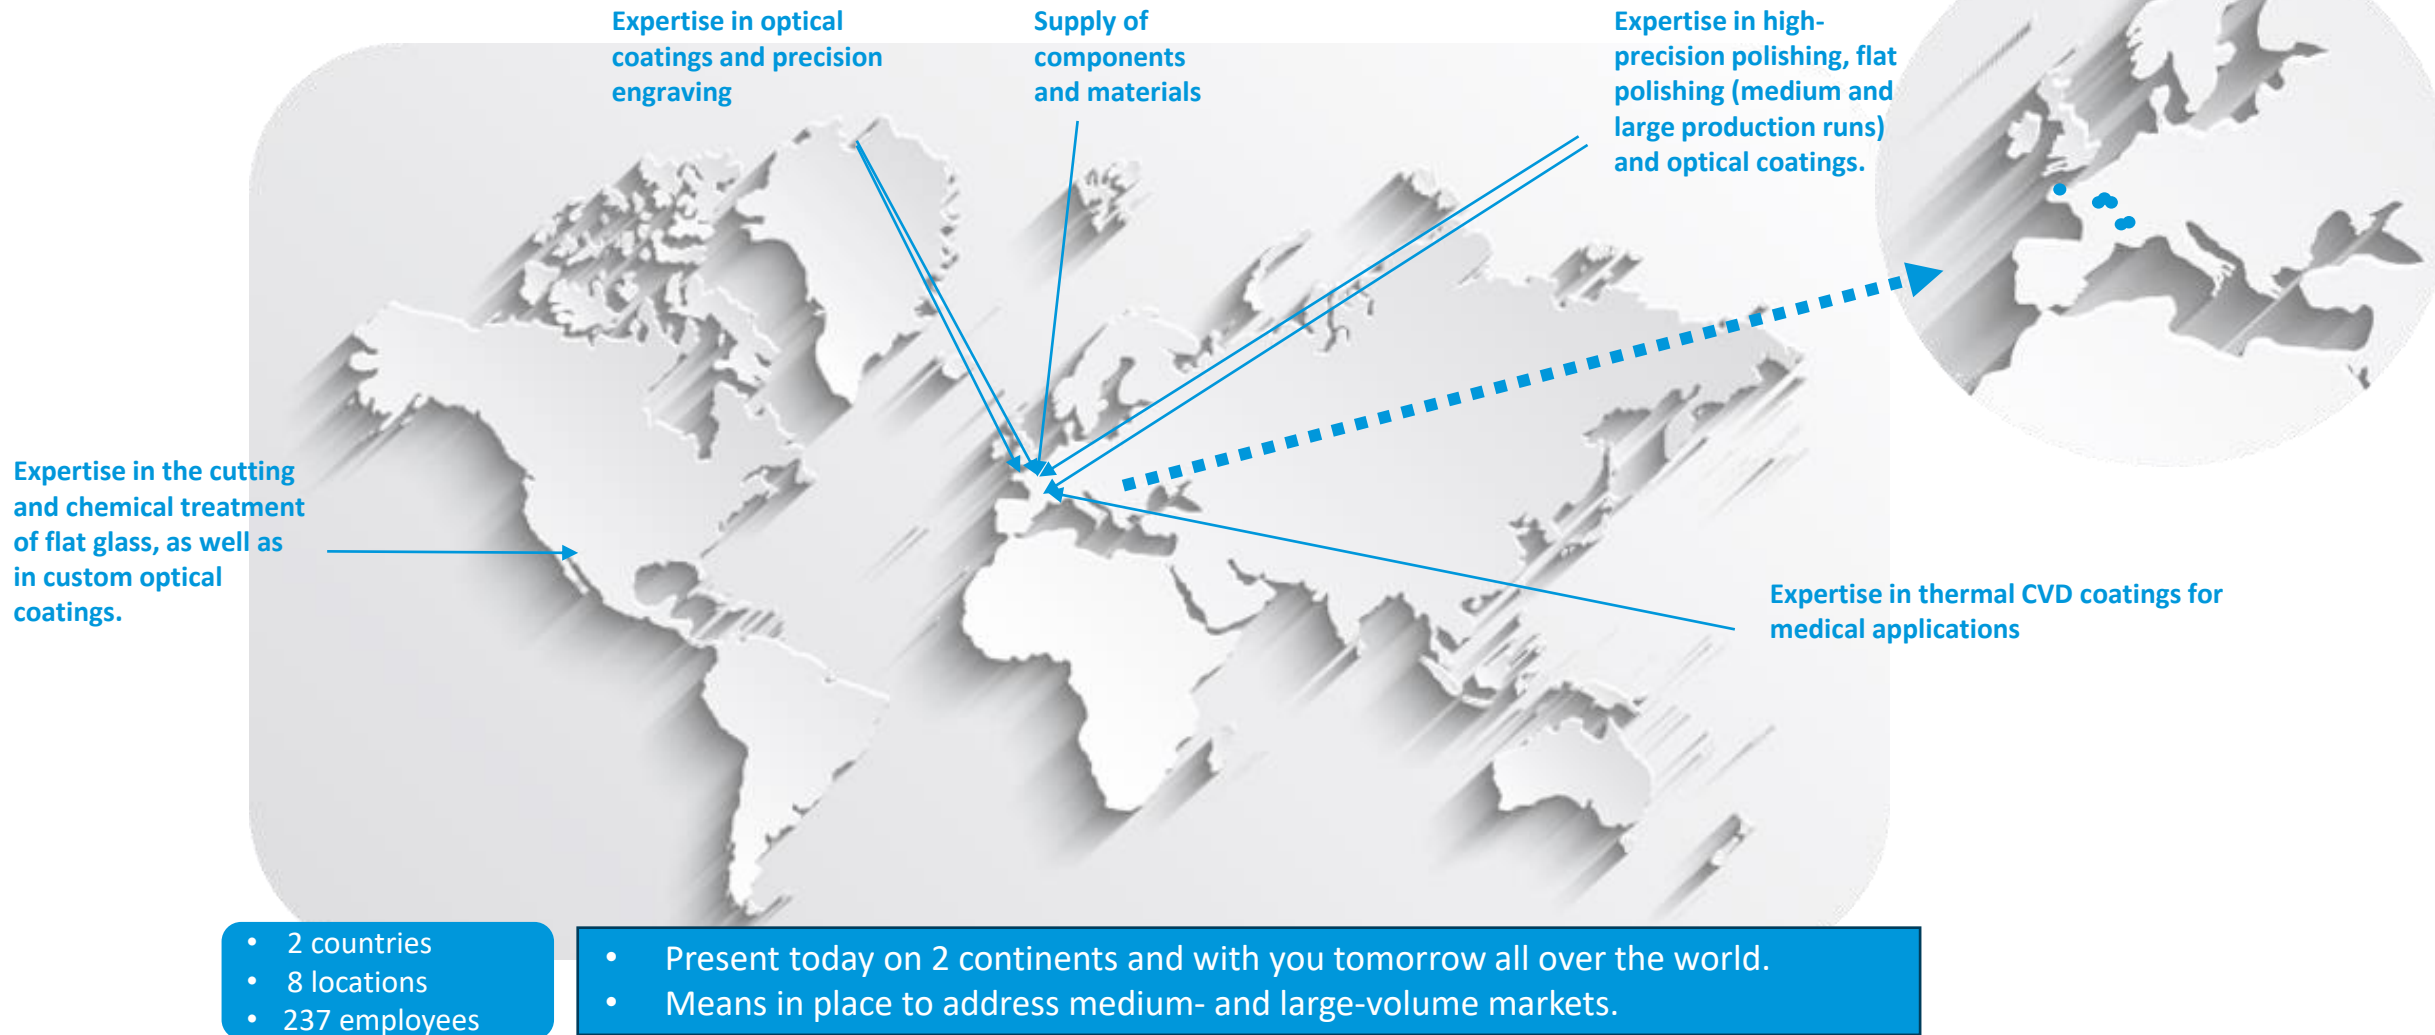 Expertise in optical
coatings and precision
engraving
Supply of
components
and materials
Expertise in high-
precision polishing, flat
polishing (medium and
large production runs)
and optical coatings.
Expertise in the cutting
and chemical treatment
of flat glass, as well as
in custom optical
coatings.
Expertise in thermal CVD coatings for
medical applications
• 2 countries
• 8 locations
• 237 employees
• Present today on 2 continents and with you tomorrow all over the world.
• Means in place to address medium- and large-volume markets.